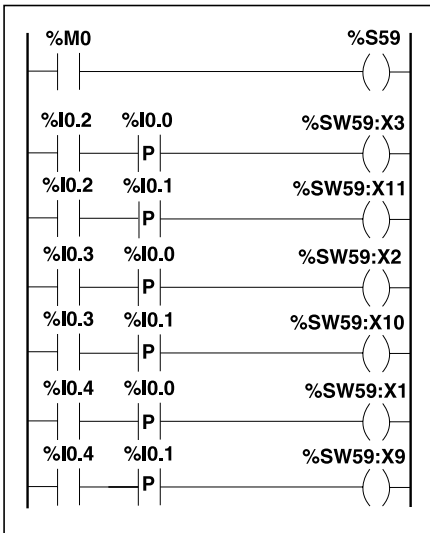 %M0 %S59
%I0.2 %I0.0 %SW59:X3
P
%I0.2 %I0.1 %SW59:X11
P
%I0.3 %I0.0 %SW59:X2
P
%I0.3 %I0.1 %SW59:X10
P
%I0.4 %I0.0 %SW59:X1
P
%I0.4 %I0.1 %SW59:X9
P